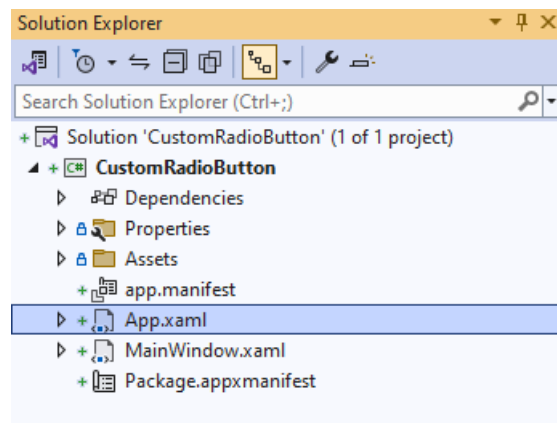 Solution Explorer
Search Solution Explorer (Ctrl+;)
Solution 'CustomRadioButton' (1 of 1 project)
C# CustomRadioButton
Dependencies
Properties
Assets
app.manifest
App.xaml
MainWindow.xaml
Package.appxmanifest